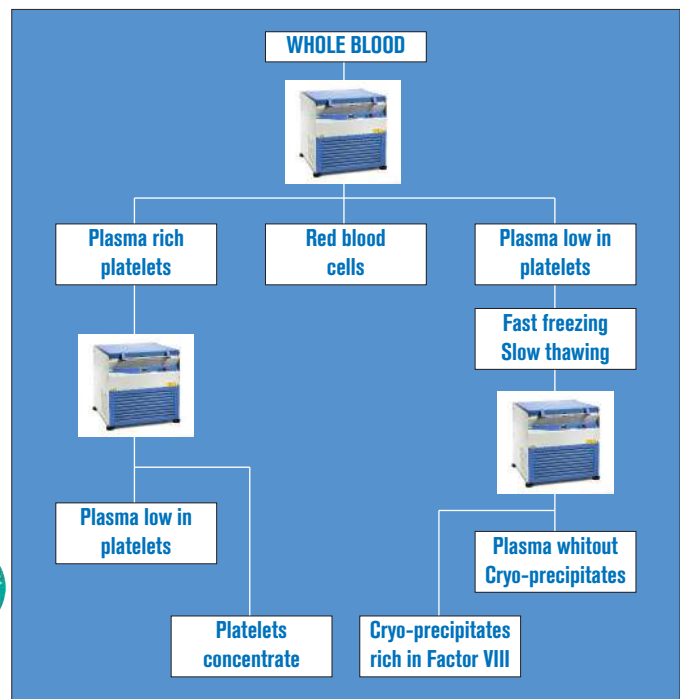 WHOLE BLOOD
Plasma rich
platelets
Red blood
cells
Plasma low in
platelets
Fast freezing
Slow thawing
Plasma low in
platelets
Plasma whitout
Cryo-precipitates
Platelets
concentrate
Cryo-precipitates
rich in Factor VIII